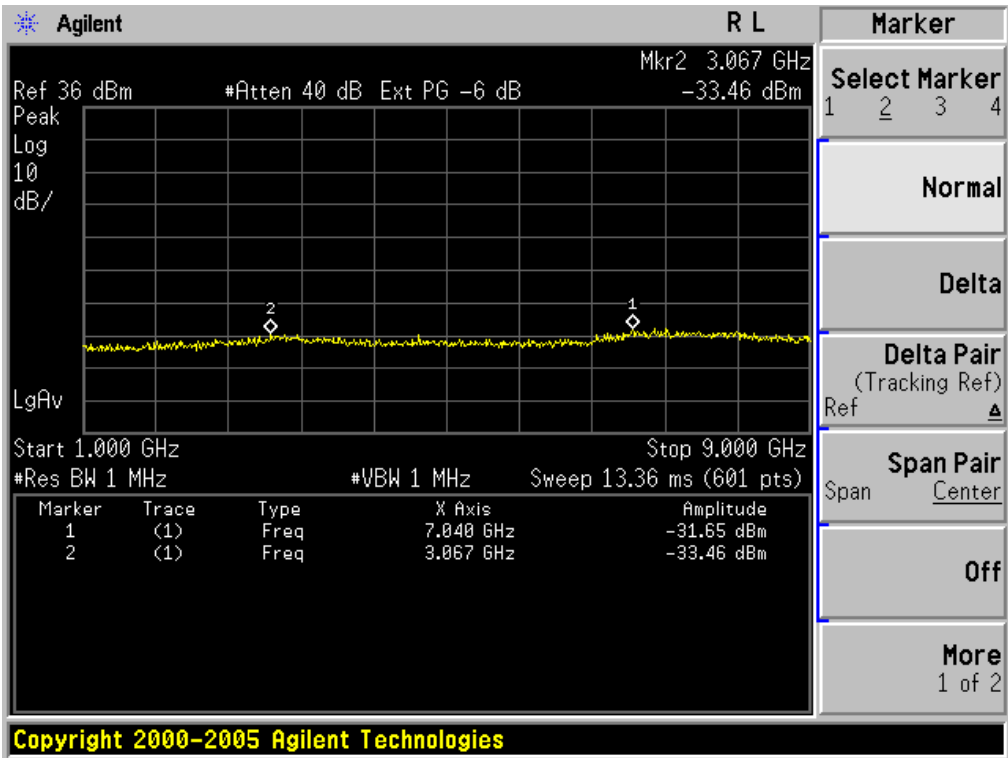 Agilent R L Marker
Mkr2 3.067 GHz
Ref 36 dBm #Atten 40 dB Ext PG -6 dB -33.46 dBm
Peak
Log
10
dB/
2
1
LgAv
Start 1.000 GHz Stop 9.000 GHz
#Res BW 1 MHz #VBW 1 MHz Sweep 13.36 ms (601 pts)
Marker Trace Type X Axis Amplitude
1 (1) Freq 7.040 GHz -31.65 dBm
2 (1) Freq 3.067 GHz -33.46 dBm
Select Marker
1 2 3 4
Normal
Delta
Delta Pair
(Tracking Ref)
Ref Δ
Span Pair
Span Center
Off
More
1 of 2
Copyright 2000-2005 Agilent Technologies